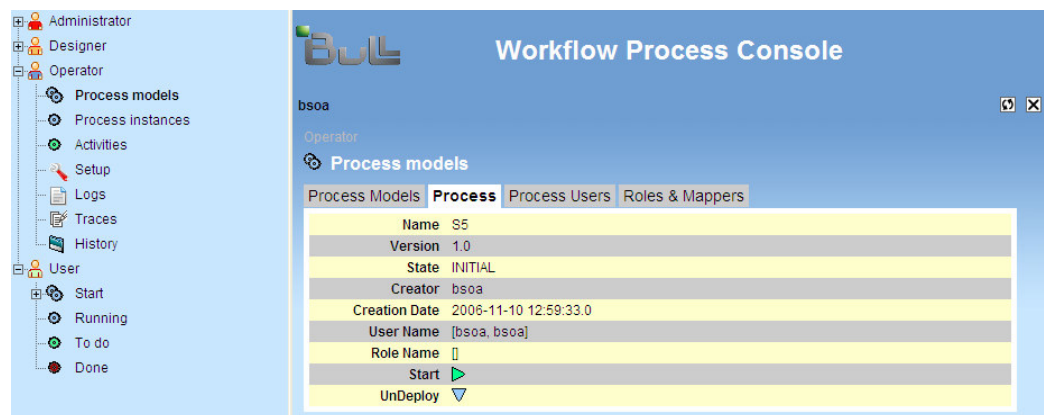 Administrator
Designer
Operator
Process models
Process instances
Activities
Setup
Logs
Traces
History
User
Start
Running
To do
Done
Bull
Workflow Process Console
bsoa
Operator
Process models
Process Models Process Process Users Roles & Mappers
Name S5
Version 1.0
State INITIAL
Creator bsoa
Creation Date 2006-11-10 12:59:33.0
User Name [bsoa, bsoa]
Role Name []
Start
UnDeploy